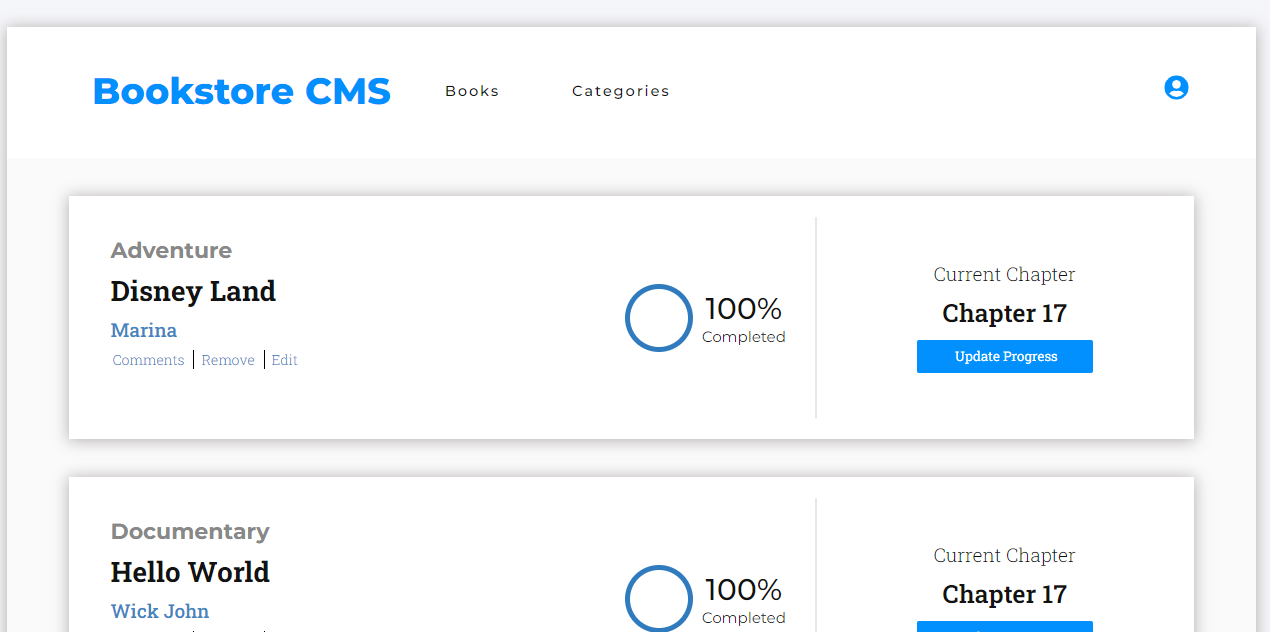 Bookstore CMS
Books
Categories
Adventure
Disney Land
Marina
Comments
Remove
Edit
100%
Completed
Current Chapter
Chapter 17
Update Progress
Documentary
Hello World
Wick John
100%
Completed
Current Chapter
Chapter 17